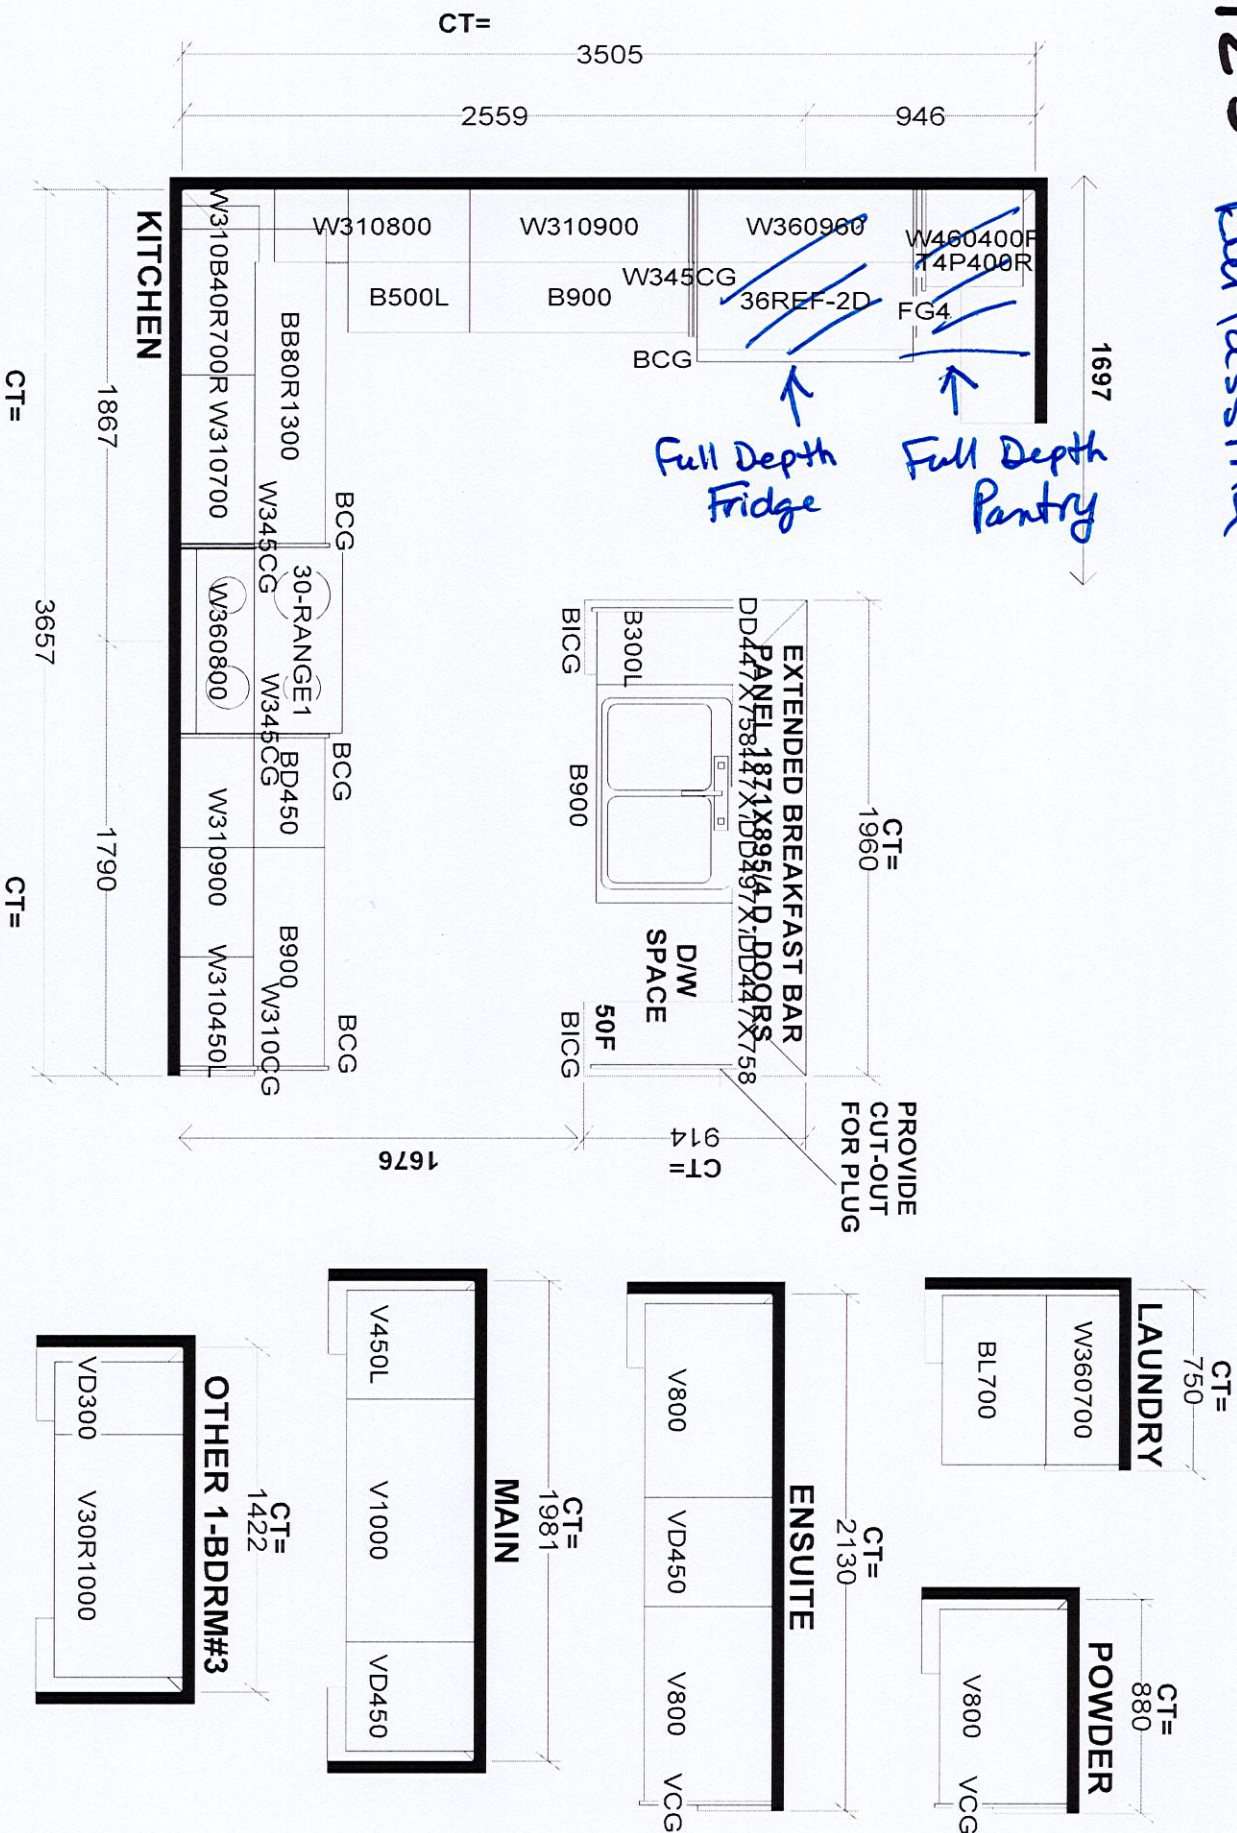 CT=
3505
2559
946
1697
KITCHEN
W310B40R700R
W310700
BB80R1300
W310800
B500L
W310900
B900
W345CG
BCG
W360960
36REF-2D
FG4
W460400R
T4P400R
Full Depth
Fridge
Full Depth
Pantry
CT=
1867
3657
1790
CT=
BCG
W345CG
30-RANGE1
W360800
W345CG
BCG
BD450
W310900
B900
W310450L
W310CG
BCG
1676
CT=
1960
EXTENDED BREAKFAST BAR
PANEL 1871X895/4 D. DOORS
B300L
BICG
B900
D/W
SPACE
50F
BICG
CT=
914
PROVIDE
CUT-OUT
FOR PLUG
CT=
750
LAUNDRY
W360700
BL700
CT=
880
POWDER
V800
VCG
CT=
2130
ENSUITE
V800
VD450
V800
VCG
CT=
1981
MAIN
V450L
V1000
VD450
CT=
1422
OTHER 1-BDRM#3
VD300
V30R1000